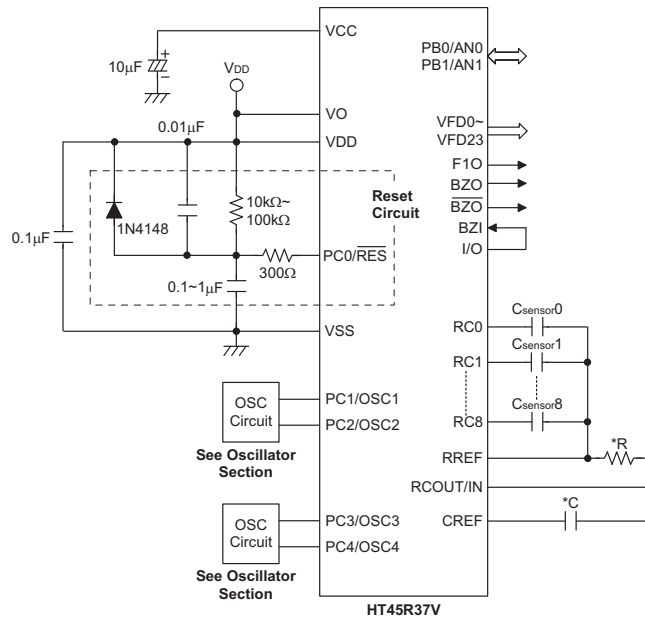 VCC
10µF
+
−
VDD
VO
0.01µF
VDD
Reset
Circuit
10kΩ~
100kΩ
1N4148
0.1µF
300Ω
PC0/R̅E̅S̅
0.1~1µF
VSS
OSC
Circuit
PC1/OSC1
PC2/OSC2
See Oscillator
Section
OSC
Circuit
PC3/OSC3
PC4/OSC4
See Oscillator
Section
PB0/AN0
PB1/AN1
VFD0~
VFD23
F1O
BZO
B̅Z̅O̅
BZI
I/O
RC0
Csensor0
RC1
Csensor1
RC8
Csensor8
RREF
*R
RCOUT/IN
CREF
*C
HT45R37V